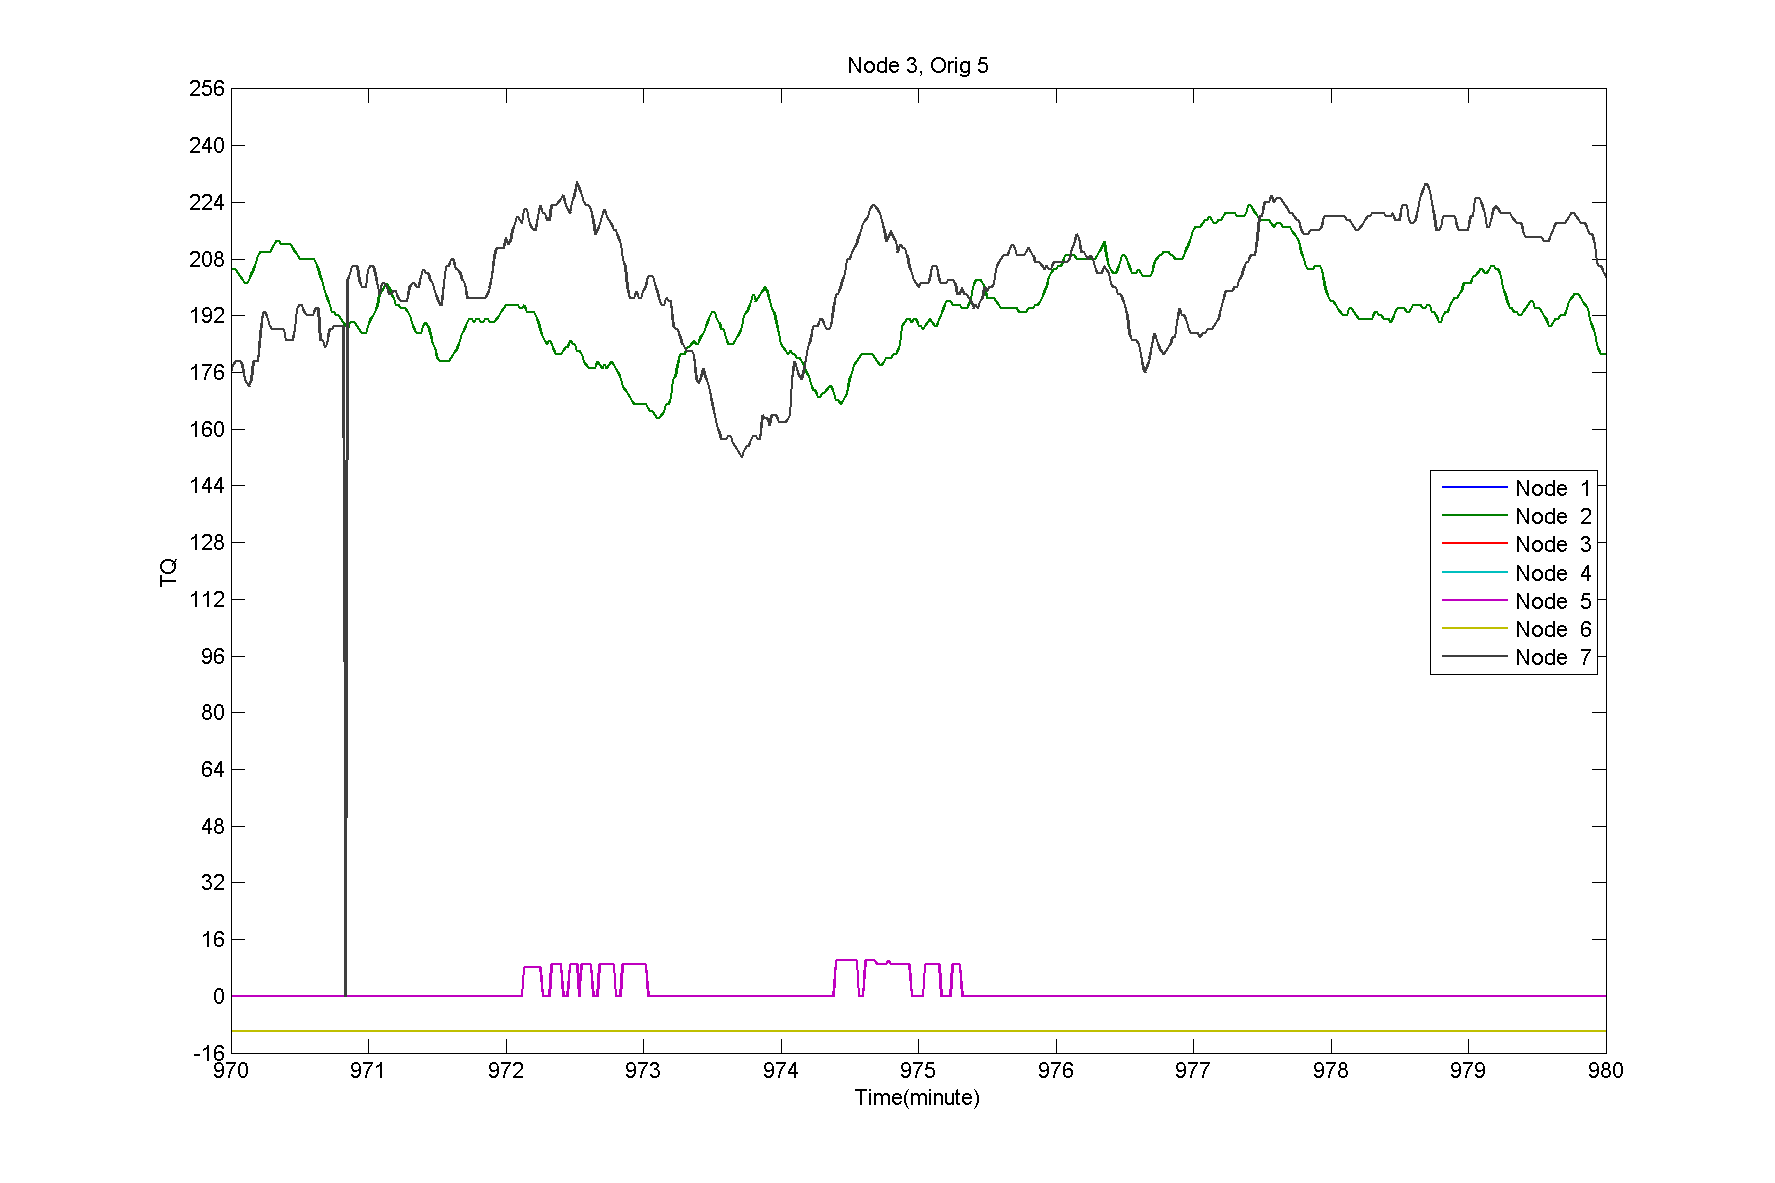 Node 3, Orig 5
256
240
224
208
192
176
160
144
128
112
96
80
64
48
32
16
0
-16
TQ
Node 1
Node 2
Node 3
Node 4
Node 5
Node 6
Node 7
970 971 972 973 974 975 976 977 978 979 980
Time(minute)